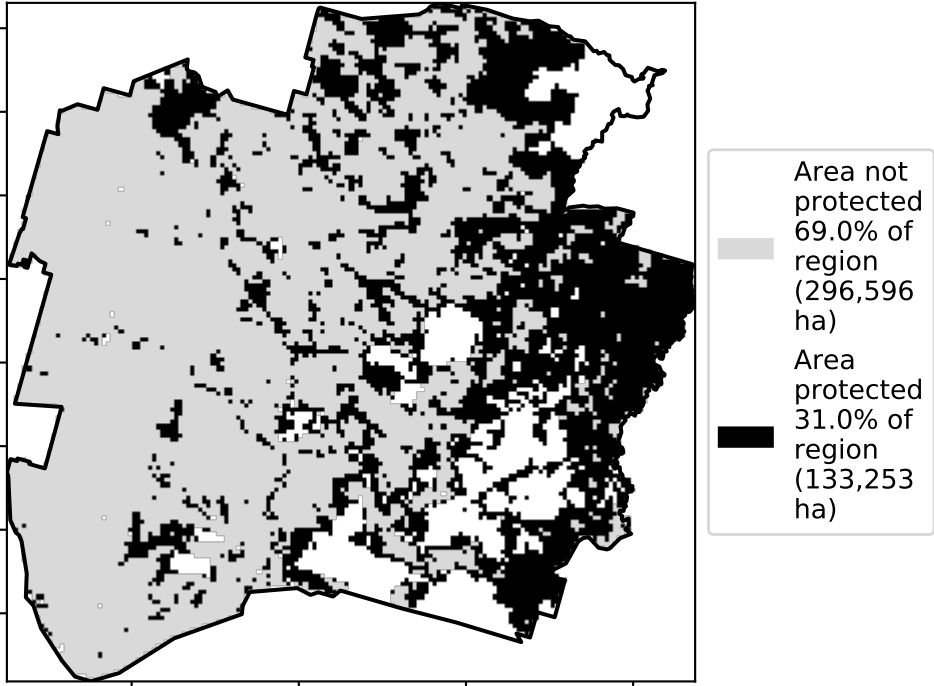 Area not
protected
69.0% of
region
(296,596
ha)
Area
protected
31.0% of
region
(133,253
ha)